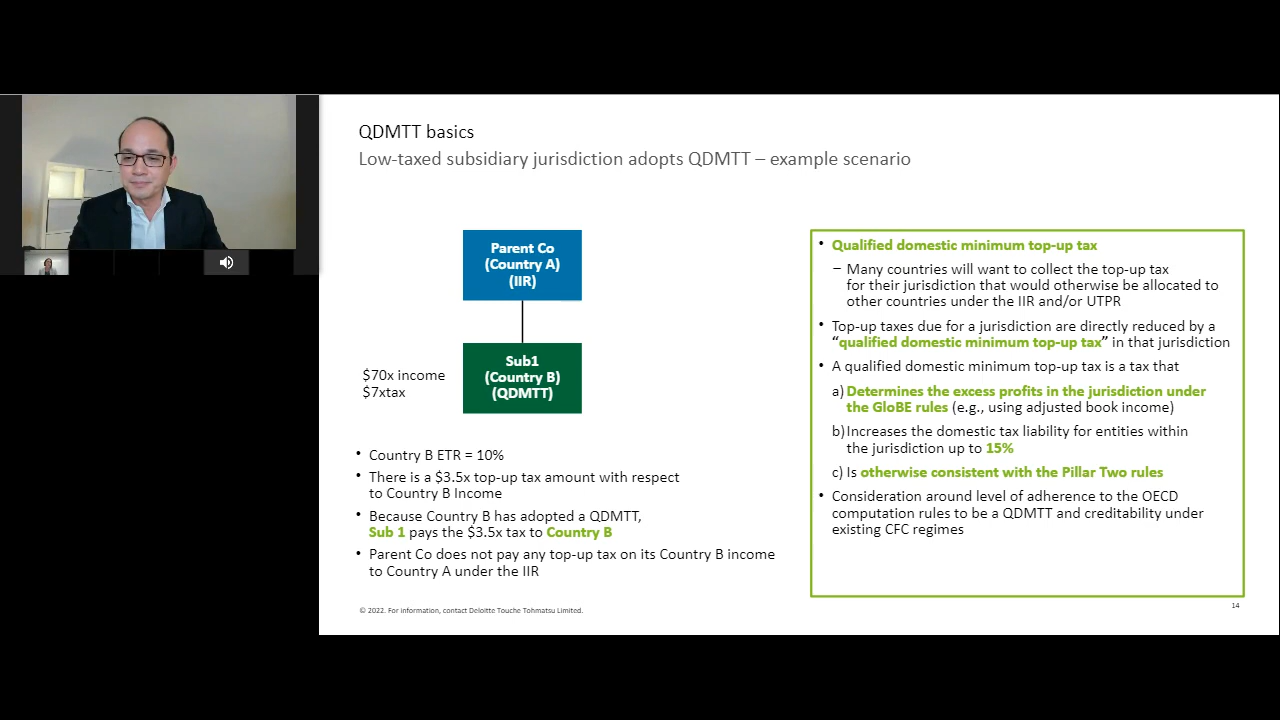 QDMTT basics
Low-taxed subsidiary jurisdiction adopts QDMTT – example scenario
Parent Co
(Country A)
(IIR)
Sub1
(Country B)
(QDMTT)
$70x income
$7xtax
• Country B ETR = 10%
• There is a $3.5x top-up tax amount with respect
to Country B Income
• Because Country B has adopted a QDMTT,
Sub 1 pays the $3.5x tax to Country B
• Parent Co does not pay any top-up tax on its Country B income
to Country A under the IIR
• Qualified domestic minimum top-up tax
– Many countries will want to collect the top-up tax
for their jurisdiction that would otherwise be allocated to
other countries under the IIR and/or UTPR
• Top-up taxes due for a jurisdiction are directly reduced by a
“qualified domestic minimum top-up tax” in that jurisdiction
• A qualified domestic minimum top-up tax is a tax that
a) Determines the excess profits in the jurisdiction under
the GloBE rules (e.g., using adjusted book income)
b) Increases the domestic tax liability for entities within
the jurisdiction up to 15%
c) Is otherwise consistent with the Pillar Two rules
• Consideration around level of adherence to the OECD
computation rules to be a QDMTT and creditability under
existing CFC regimes
© 2022. For information, contact Deloitte Touche Tohmatsu Limited.
14